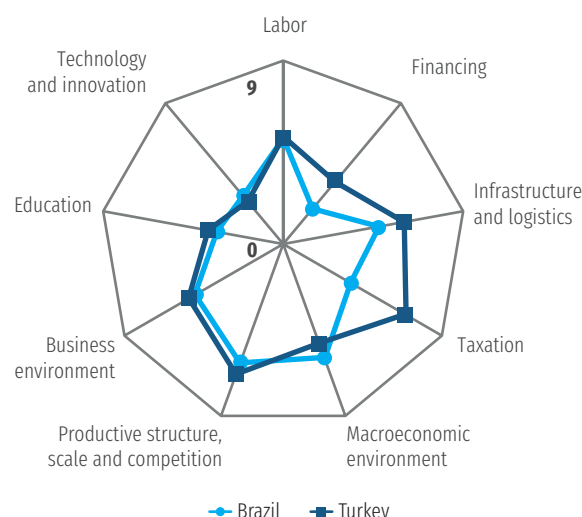 Labor
Technology
and innovation
9
Financing
Education
Infrastructure
and logistics
0
Business
environment
Taxation
Productive structure,
scale and competition
Macroeconomic
environment
Brazil
Turkey